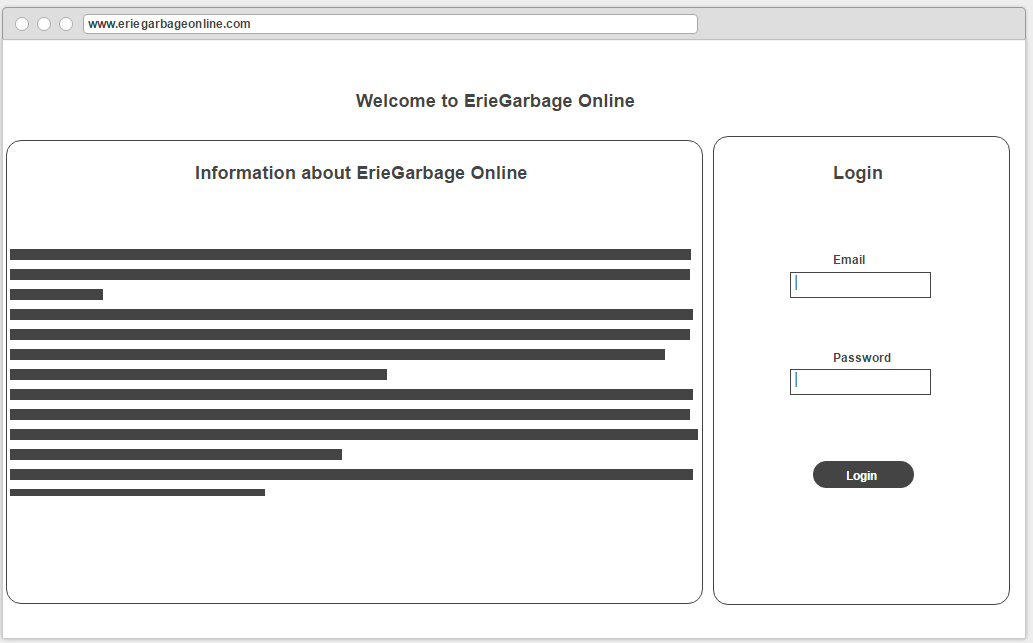 www.eriegarbageonline.com
Welcome to ErieGarbage Online
Information about ErieGarbage Online
Login
Email
Password
Login